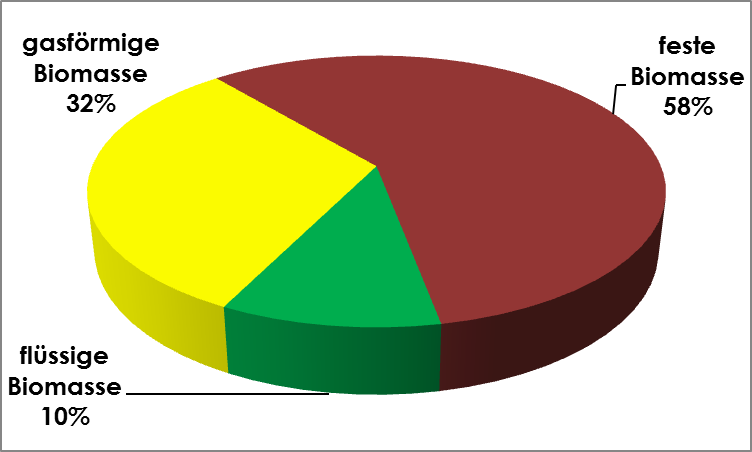 gasförmige
Biomasse
32%
feste
Biomasse
58%
flüssige
Biomasse
10%